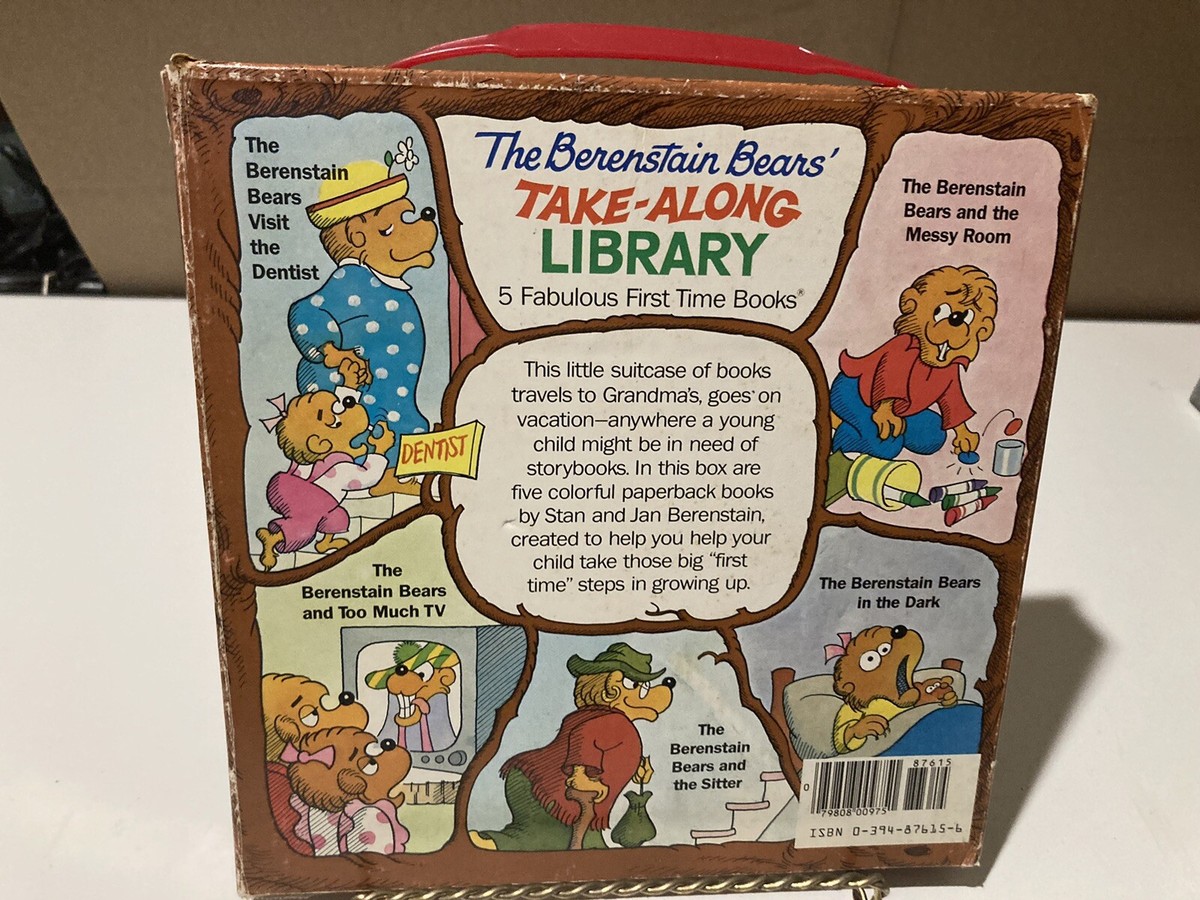 The Berenstain Bears'
TAKE-ALONG
LIBRARY
5 Fabulous First Time Books®
The
Berenstain
Bears
Visit
the
Dentist
DENTIST
The Berenstain
Bears and the
Messy Room
This little suitcase of books
travels to Grandma's, goes on
vacation—anywhere a young
child might be in need of
storybooks. In this box are
five colorful paperback books
by Stan and Jan Berenstain,
created to help you help your
child take those big "first
time" steps in growing up.
The
Berenstain Bears
and Too Much TV
The
Berenstain
Bears and
the Sitter
The Berenstain Bears
in the Dark
87615
0
79808 00975
ISBN 0-394-87615-6